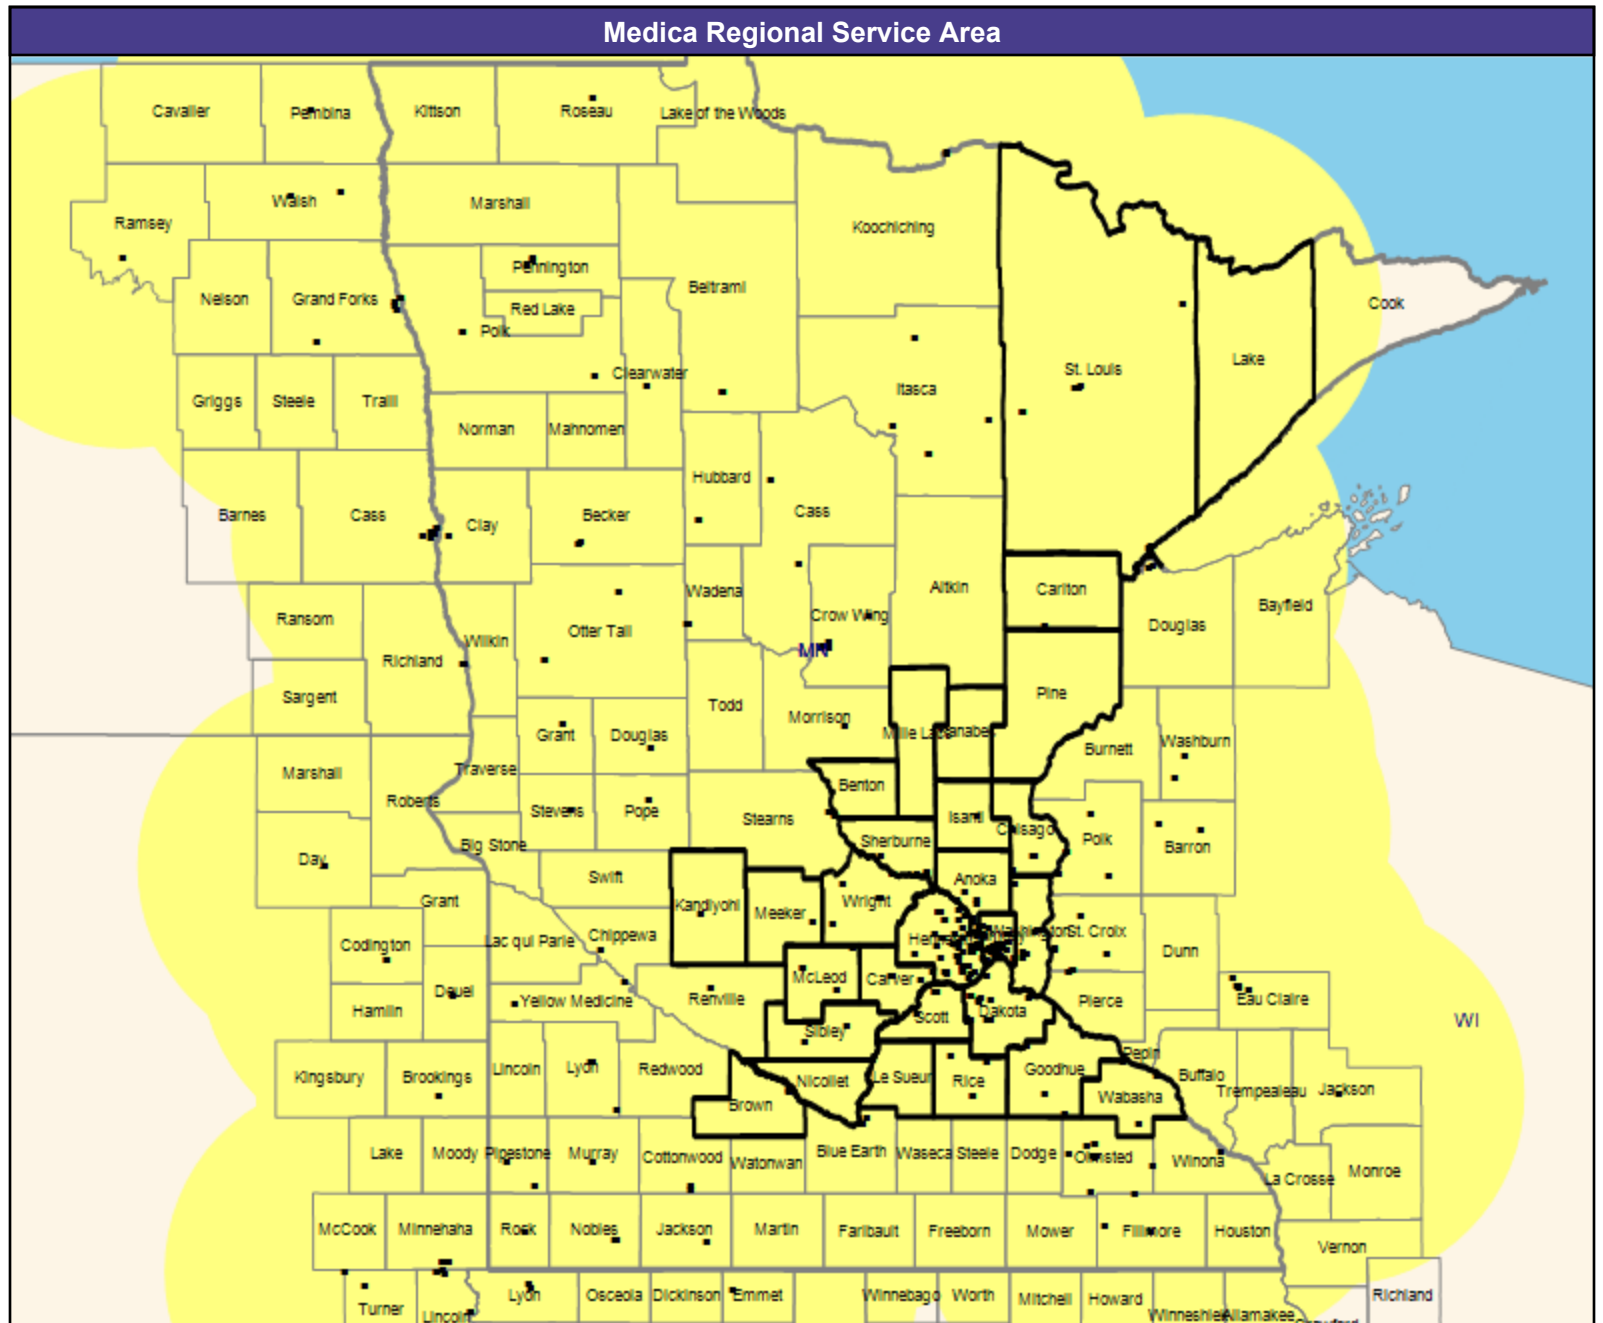 Medica Regional Service Area
Cavalier
Pembina
Kittson
Roseau
Lake of the Woods
Walsh
Marshall
Ramsey
Koochiching
Pennington
Beltrami
Nelson
Grand Forks
Red Lake
Cook
Polk
Lake
St. Louis
Clearwater
Itasca
Griggs
Steele
Traill
Norman
Mahnomen
Hubbard
Barnes
Cass
Clay
Becker
Cass
Aitkin
Carlton
Wadena
Bayfield
Ransom
Crow Wing
Douglas
Otter Tail
Wilkin
MN
Richland
Sargent
Pine
Todd
Morrison
Grant
Douglas
Mille Lacs
Kanabec
Burnett
Washburn
Marshall
Traverse
Benton
Roberts
Stevens
Pope
Stearns
Isanti
Chisago
Polk
Big Stone
Sherburne
Barron
Day
Swift
Anoka
Grant
Kandiyohi
Meeker
Wright
Codington
Lac qui Parle
Chippewa
Washington
St. Croix
Dunn
McLeod
Carver
Deuel
Yellow Medicine
Renville
Pierce
Eau Claire
Hamlin
Scott
Dakota
WI
Sibley
Pepin
Kingsbury
Brookings
Lincoln
Lyon
Redwood
Nicollet
Le Sueur
Rice
Goodhue
Buffalo
Trempealeau
Jackson
Brown
Wabasha
Lake
Moody
Pipestone
Murray
Cottonwood
Watonwan
Blue Earth
Waseca
Steele
Dodge
Olmsted
Winona
La Crosse
Monroe
McCook
Minnehaha
Rock
Nobles
Jackson
Martin
Faribault
Freeborn
Mower
Fillmore
Houston
Vernon
Turner
Lincoln
Lyon
Osceola
Dickinson
Emmet
Winnebago
Worth
Mitchell
Howard
Allamakee
Richland